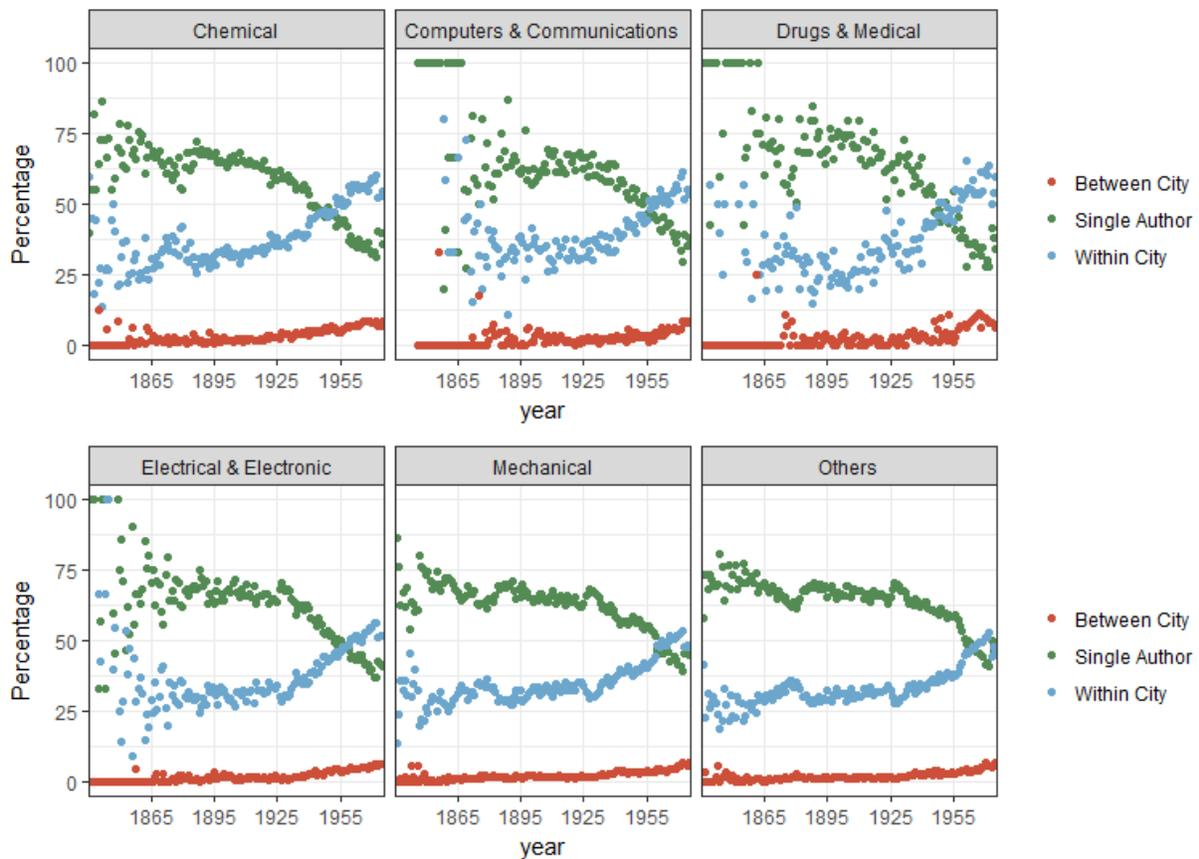 Chemical
Computers & Communications
Drugs & Medical
Percentage
100
75
50
25
0
1865 1895 1925 1955
1865 1895 1925 1955
1865 1895 1925 1955
year
Between City
Single Author
Within City
Electrical & Electronic
Mechanical
Others
Percentage
100
75
50
25
0
1865 1895 1925 1955
1865 1895 1925 1955
1865 1895 1925 1955
year
Between City
Single Author
Within City